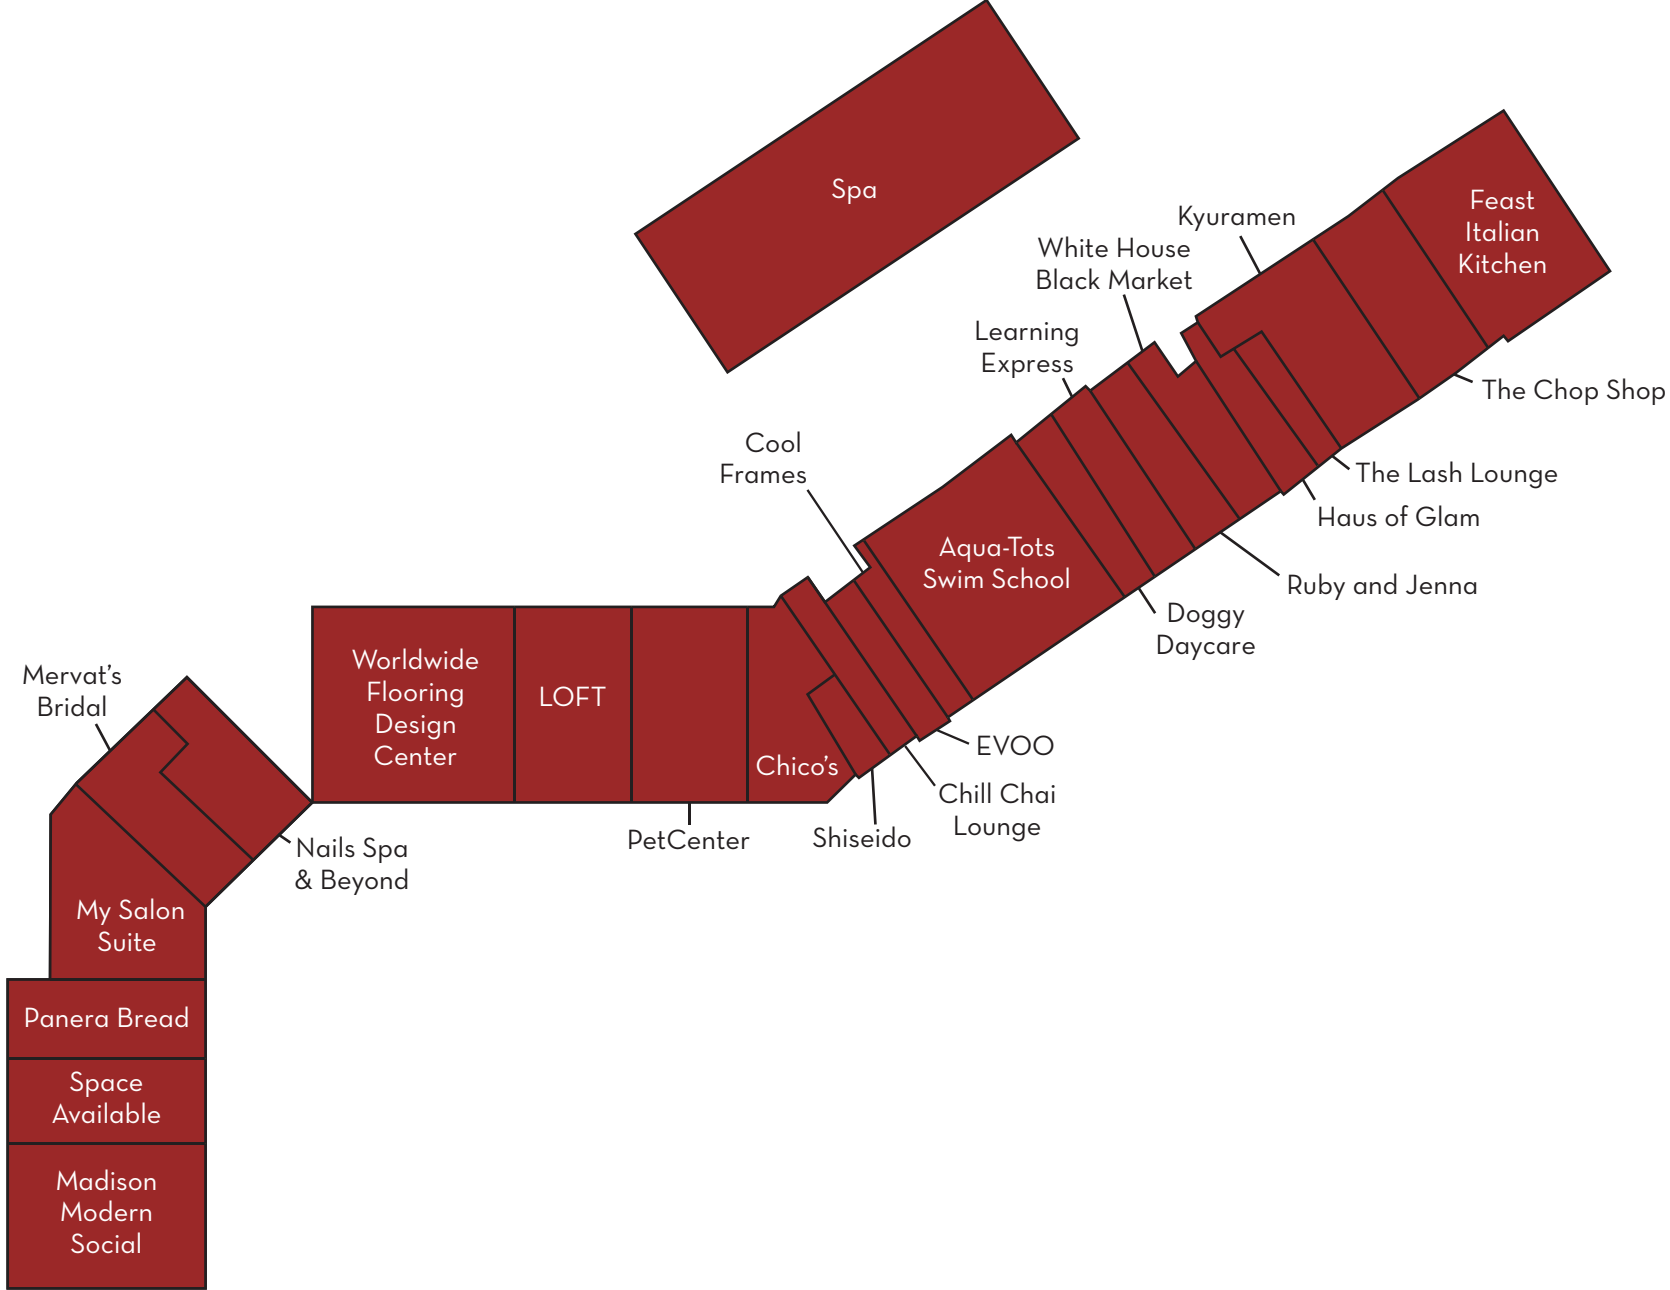 Spa
Feast
Italian
Kitchen
Kyuramen
White House
Black Market
Learning
Express
The Chop Shop
Cool
Frames
The Lash Lounge
Haus of Glam
Aqua-Tots
Swim School
Ruby and Jenna
Doggy
Daycare
Mervat's
Bridal
Worldwide
Flooring
Design
Center
LOFT
Chico's
EVOO
Chill Chai
Lounge
PetCenter
Shiseido
Nails Spa
& Beyond
My Salon
Suite
Panera Bread
Space
Available
Madison
Modern
Social